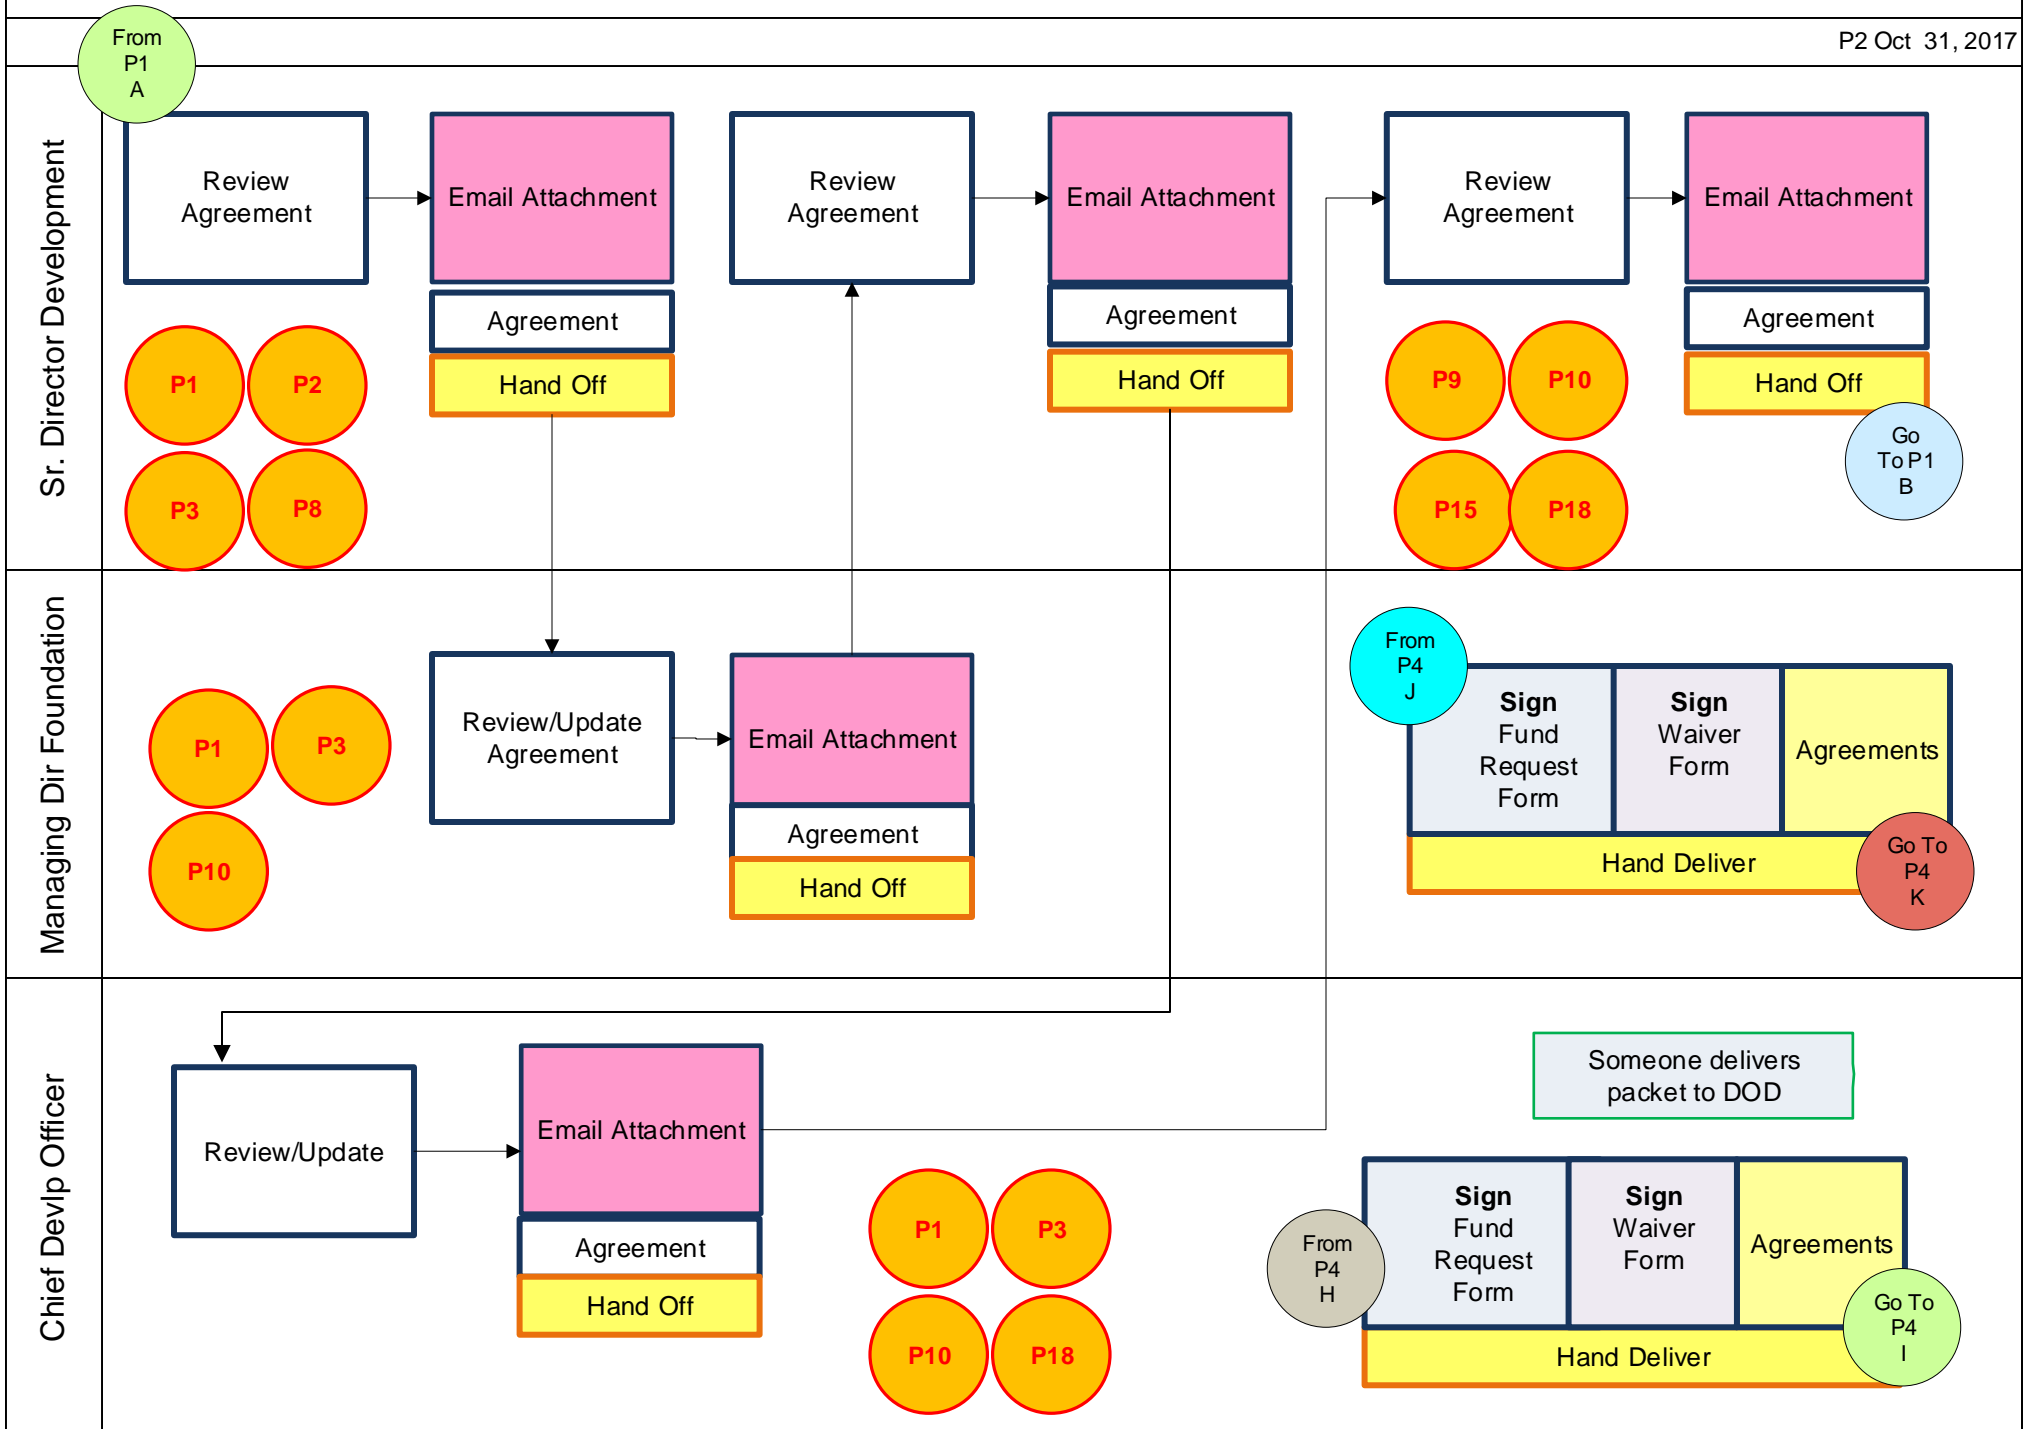 From
P1
A
P2 Oct 31, 2017
Sr. Director Development
Review
Agreement
Email Attachment
Agreement
Hand Off
Review
Agreement
Email Attachment
Agreement
Hand Off
Review
Agreement
Email Attachment
Agreement
Hand Off
P1
P2
P3
P8
P9
P10
P15
P18
Go
To P1
B
Managing Dir Foundation
P1
P3
P10
Review/Update
Agreement
Email Attachment
Agreement
Hand Off
From
P4
J
Sign
Fund
Request
Form
Sign
Waiver
Form
Agreements
Hand Deliver
Go To
P4
K
Chief Devlp Officer
Review/Update
Email Attachment
Agreement
Hand Off
P1
P3
P10
P18
Someone delivers
packet to DOD
From
P4
H
Sign
Fund
Request
Form
Sign
Waiver
Form
Agreements
Hand Deliver
Go To
P4
I